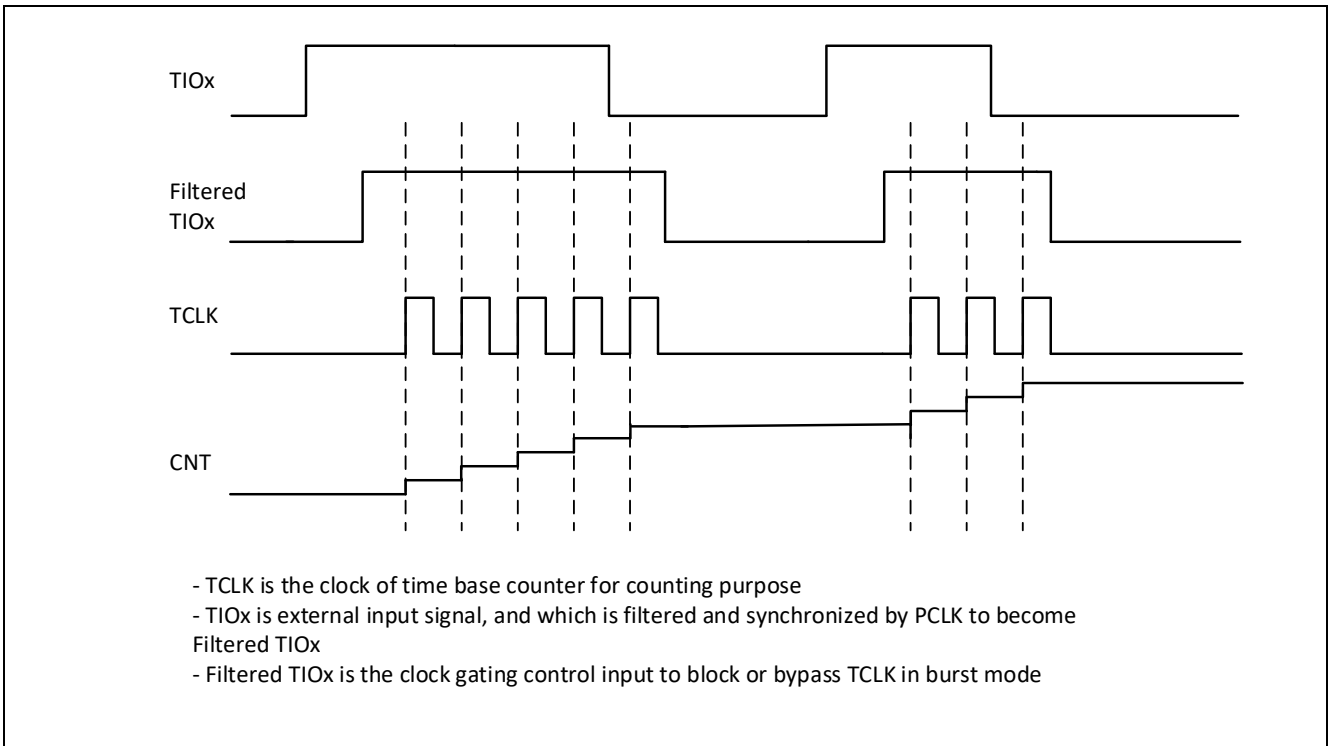 TIOx
Filtered
TIOx
TCLK
CNT
- TCLK is the clock of time base counter for counting purpose
- TIOx is external input signal, and which is filtered and synchronized by PCLK to become
Filtered TIOx
- Filtered TIOx is the clock gating control input to block or bypass TCLK in burst mode